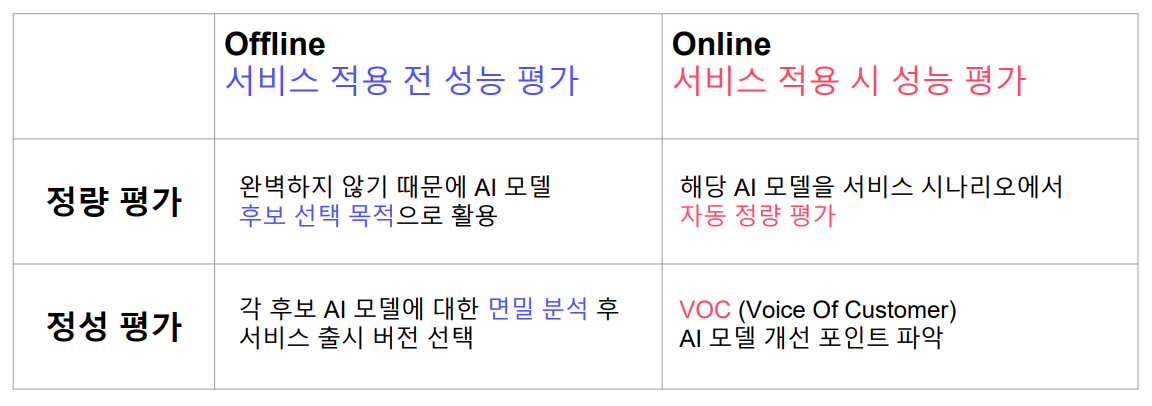 Offline
서비스 적용 전 성능 평가
Online
서비스 적용 시 성능 평가
정량 평가
완벽하지 않기 때문에 AI 모델
후보 선택 목적으로 활용
해당 AI 모델을 서비스 시나리오에서
자동 정량 평가
정성 평가
각 후보 AI 모델에 대한 면밀 분석 후
서비스 출시 버전 선택
VOC (Voice Of Customer)
AI 모델 개선 포인트 파악